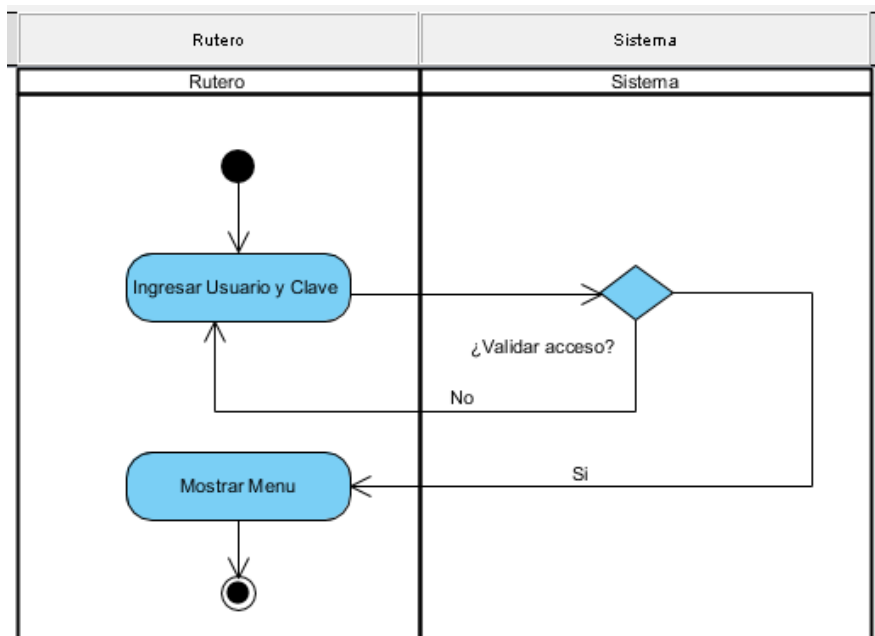 Rutero
Sistema
Rutero
Sistema
Ingresar Usuario y Clave
¿Validar acceso?
No
Si
Mostrar Menu